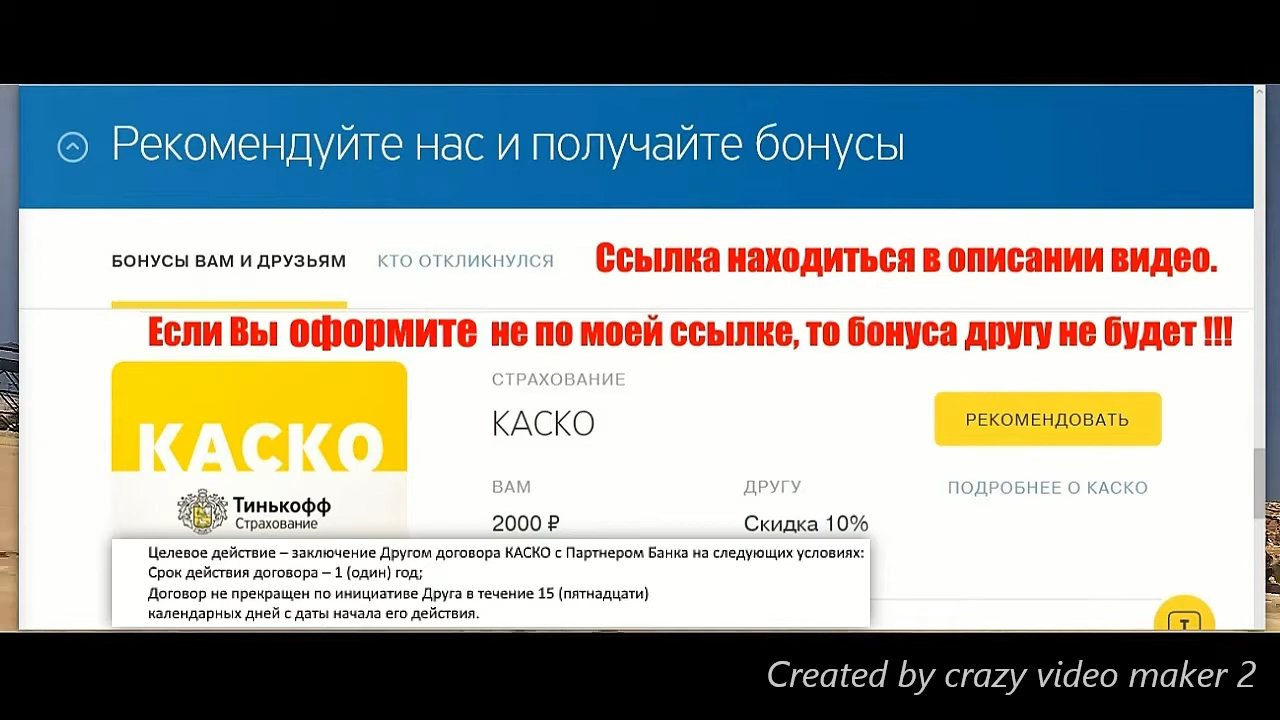 Рекомендуйте нас и получайте бонусы
БОНУСЫ ВАМ И ДРУЗЬЯМ
КТО ОТКЛИКНУЛСЯ
Ссылка находиться в описании видео.
Если Вы оформите не по моей ссылке, то бонуса другу не будет !!!
КАСКО
Тинькофф
Страхование
СТРАХОВАНИЕ
КАСКО
РЕКОМЕНДОВАТЬ
ВАМ
ДРУГУ
ПОДРОБНЕЕ О КАСКО
2000 ₽
Скидка 10%
Целевое действие – заключение Другом договора КАСКО с Партнером Банка на следующих условиях:
Срок действия договора – 1 (один) год;
Договор не прекращен по инициативе Друга в течение 15 (пятнадцати)
календарных дней с даты начала его действия.
T
Created by crazy video maker 2